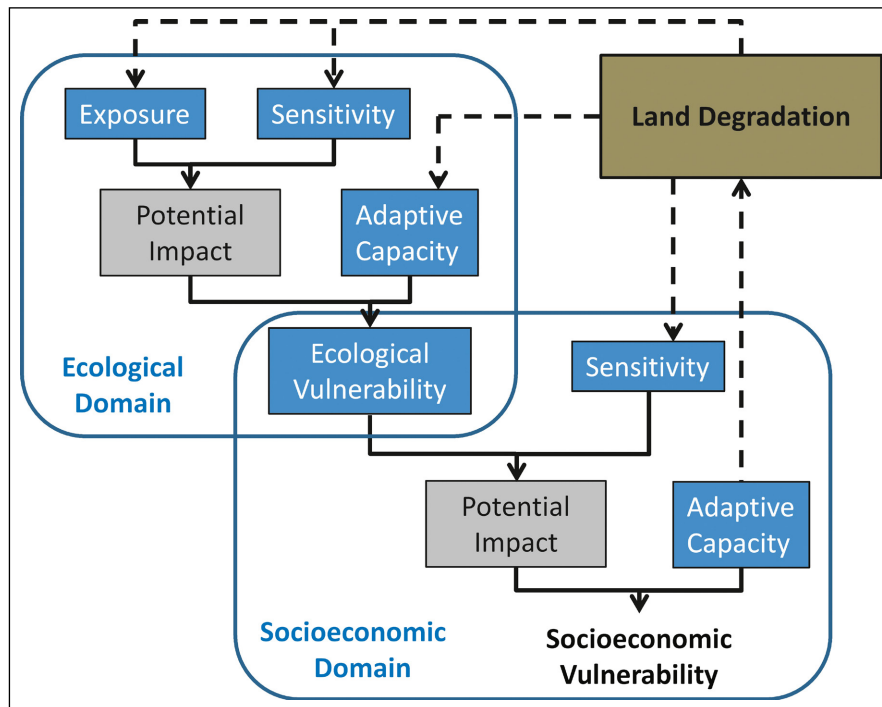 Exposure
Sensitivity
Land Degradation
Potential
Impact
Adaptive
Capacity
Ecological
Domain
Ecological
Vulnerability
Sensitivity
Potential
Impact
Adaptive
Capacity
Socioeconomic
Domain
Socioeconomic
Vulnerability